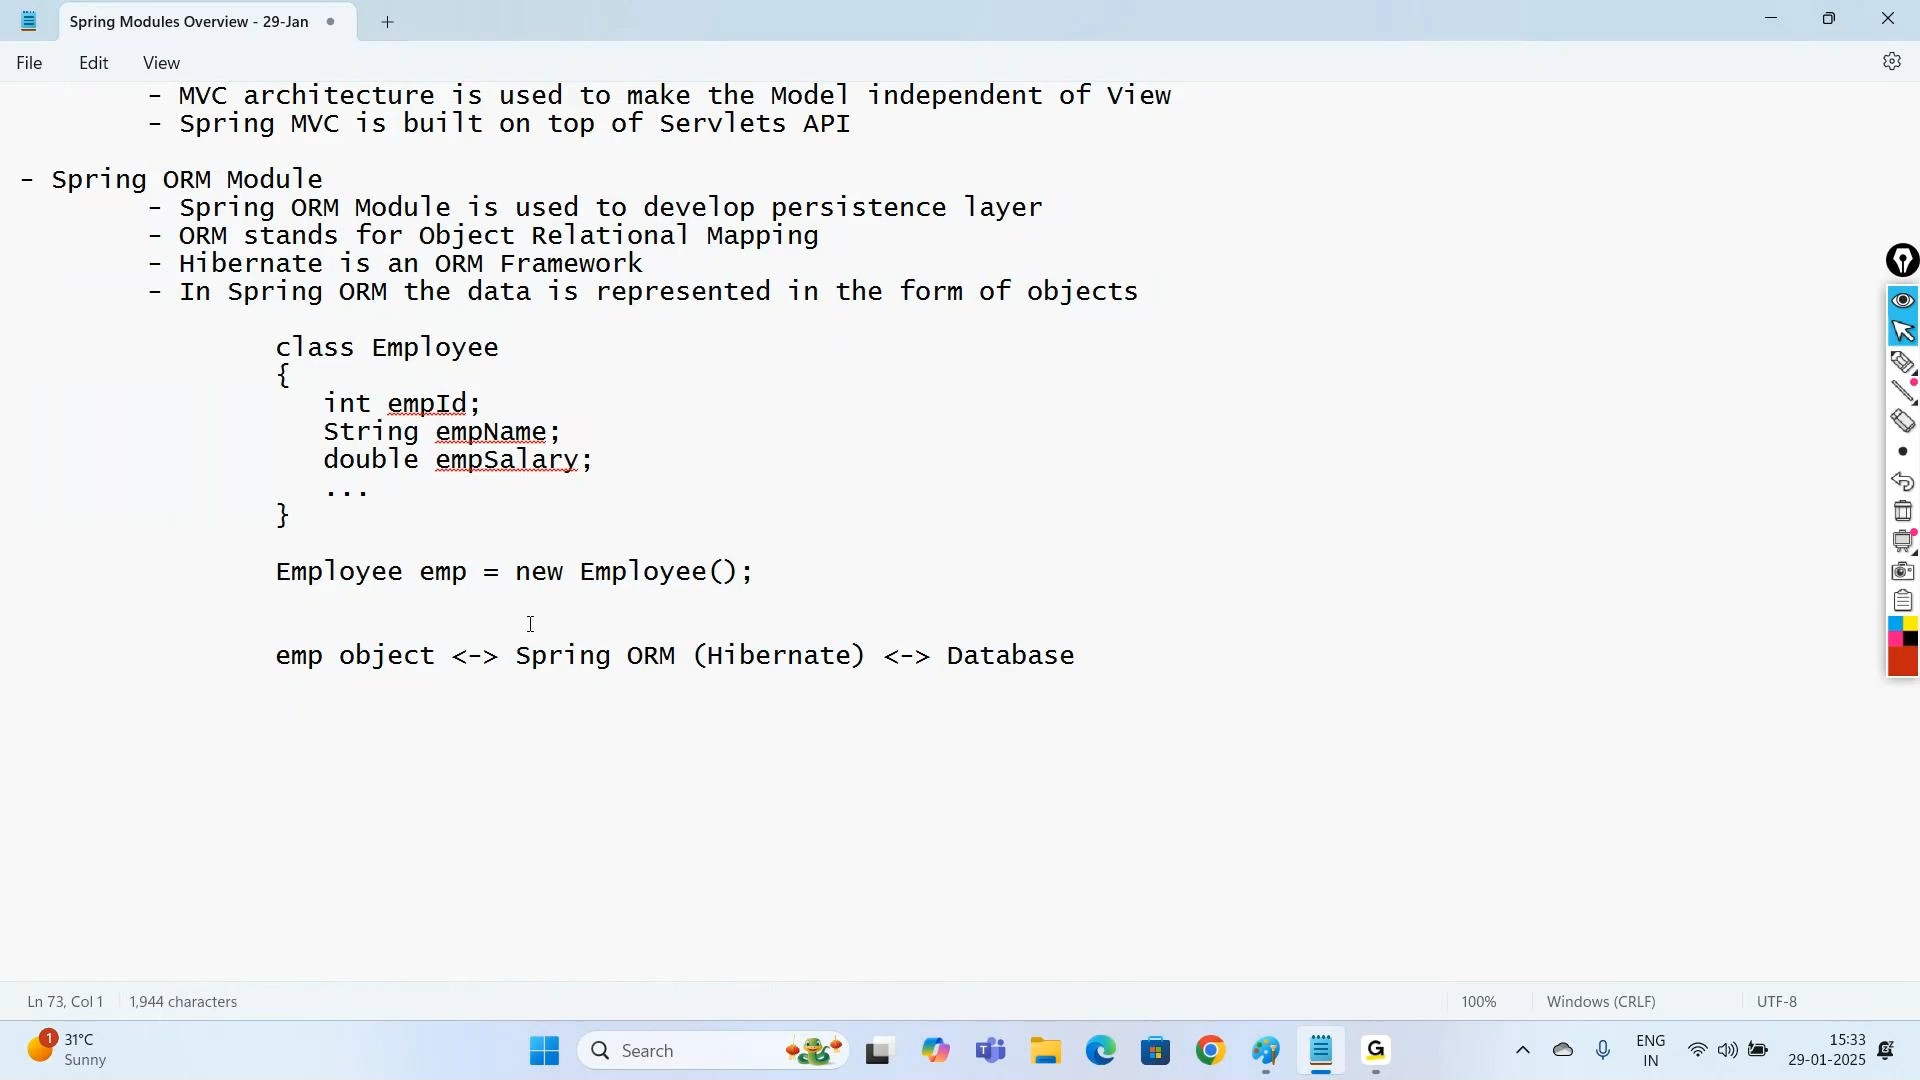 Spring Modules Overview - 29-Jan
File Edit View
- MVC architecture is used to make the Model independent of View
- Spring MVC is built on top of Servlets API
- Spring ORM Module
- Spring ORM Module is used to develop persistence layer
- ORM stands for Object Relational Mapping
- Hibernate is an ORM Framework
- In Spring ORM the data is represented in the form of objects
class Employee
{
int empId;
String empName;
double empSalary;
...
}
Employee emp = new Employee();
emp object <-> Spring ORM (Hibernate) <-> Database
Ln 73, Col 1 1,944 characters 100% Windows (CRLF) UTF-8
1 31°C
Sunny
Search
G
ENG
IN
15:33
29-01-2025